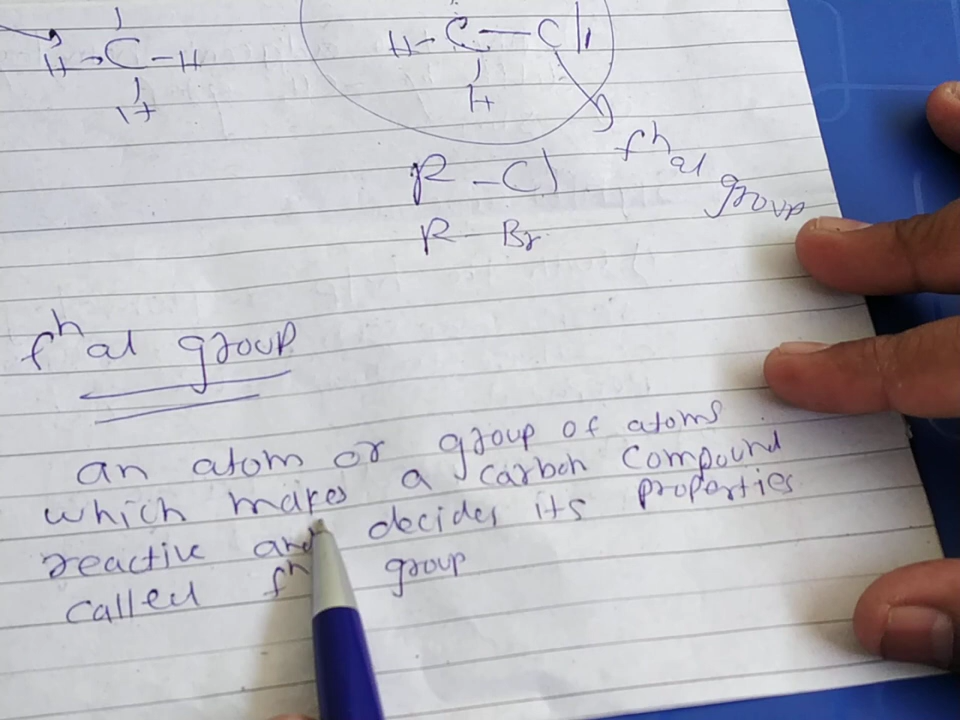 H - C - H
H
H - C - Cl
H
R - Cl
R - Br
fⁿal group
fⁿal group
an atom or group of atoms
which makes a carbon compound
reactive and decides its properties
called fⁿ group